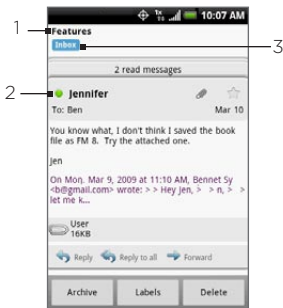 10:07 AM
1
Features
Inbox
3
2 read messages
2
Jennifer
To: Ben Mar 10
You know what, I don't think I saved the book
file as FM 8. Try the attached one.
Jen
On Mon, Mar 9, 2009 at 11:10 AM, Bennet Sy
<b@gmail.com> wrote: > > Hey Jen, > > n, > >
let me k...
User
16KB
Reply Reply to all Forward
Archive Labels Delete